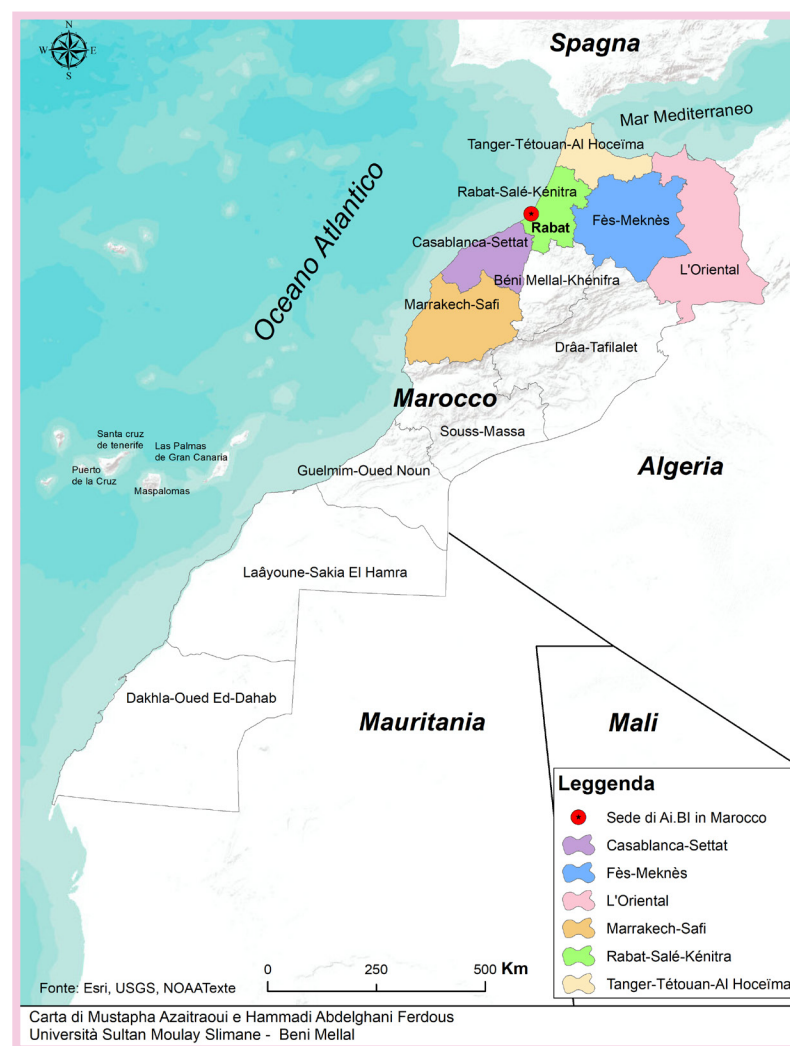 N
W
E
S
Spagna
Mar Mediterraneo
Tanger-Tétouan-Al Hoceïma
Oceano Atlantico
Rabat-Salé-Kénitra
Rabat
Fès-Meknès
Casablanca-Settat
L'Oriental
Béni Mellal-Khénifra
Marrakech-Safi
Drâa-Tafilalet
Marocco
Souss-Massa
Santa cruz
de tenerife
Las Palmas
de Gran Canaria
Puerto
de la Cruz
Maspalomas
Guelmim-Oued Noun
Algeria
Laâyoune-Sakia El Hamra
Dakhla-Oued Ed-Dahab
Mauritania
Mali
Leggenda
Sede di Ai.BI in Marocco
Casablanca-Settat
Fès-Meknès
L'Oriental
Marrakech-Safi
Rabat-Salé-Kénitra
Tanger-Tétouan-Al Hoceïma
0 250 500 Km
Fonte: Esri, USGS, NOAATexte
Carta di Mustapha Azaitraoui e Hammadi Abdelghani Ferdous
Università Sultan Moulay Slimane - Beni Mellal